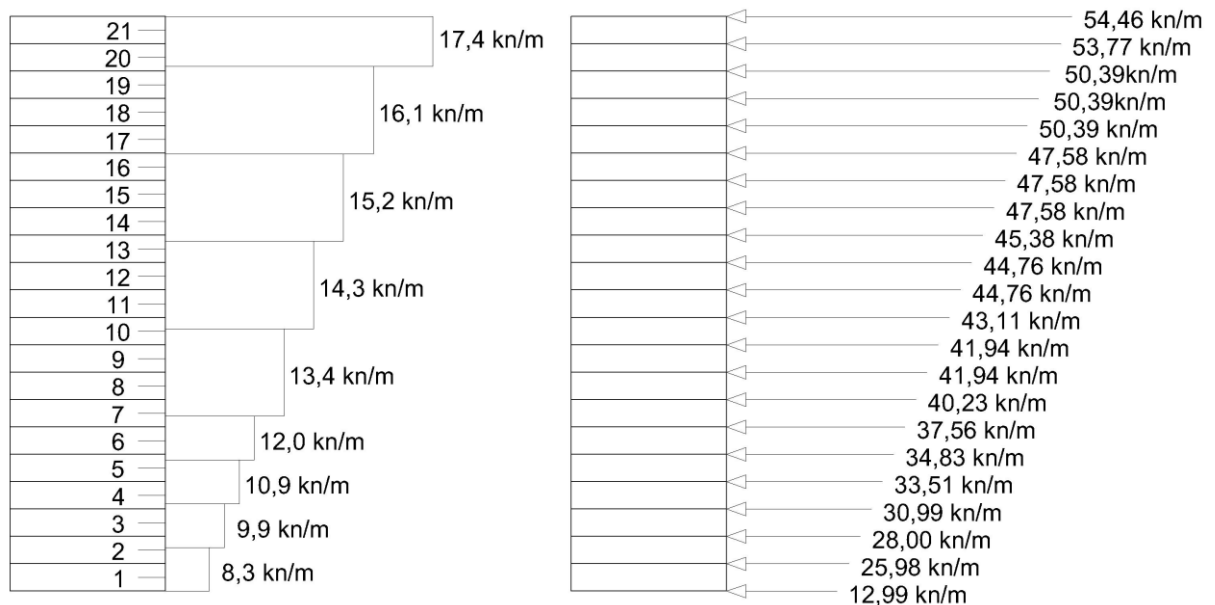 21
20
19
18
17
16
15
14
13
12
11
10
9
8
7
6
5
4
3
2
1
17,4 kn/m
16,1 kn/m
15,2 kn/m
14,3 kn/m
13,4 kn/m
12,0 kn/m
10,9 kn/m
9,9 kn/m
8,3 kn/m
54,46 kn/m
53,77 kn/m
50,39kn/m
50,39kn/m
50,39 kn/m
47,58 kn/m
47,58 kn/m
47,58 kn/m
45,38 kn/m
44,76 kn/m
44,76 kn/m
43,11 kn/m
41,94 kn/m
41,94 kn/m
40,23 kn/m
37,56 kn/m
34,83 kn/m
33,51 kn/m
30,99 kn/m
28,00 kn/m
25,98 kn/m
12,99 kn/m